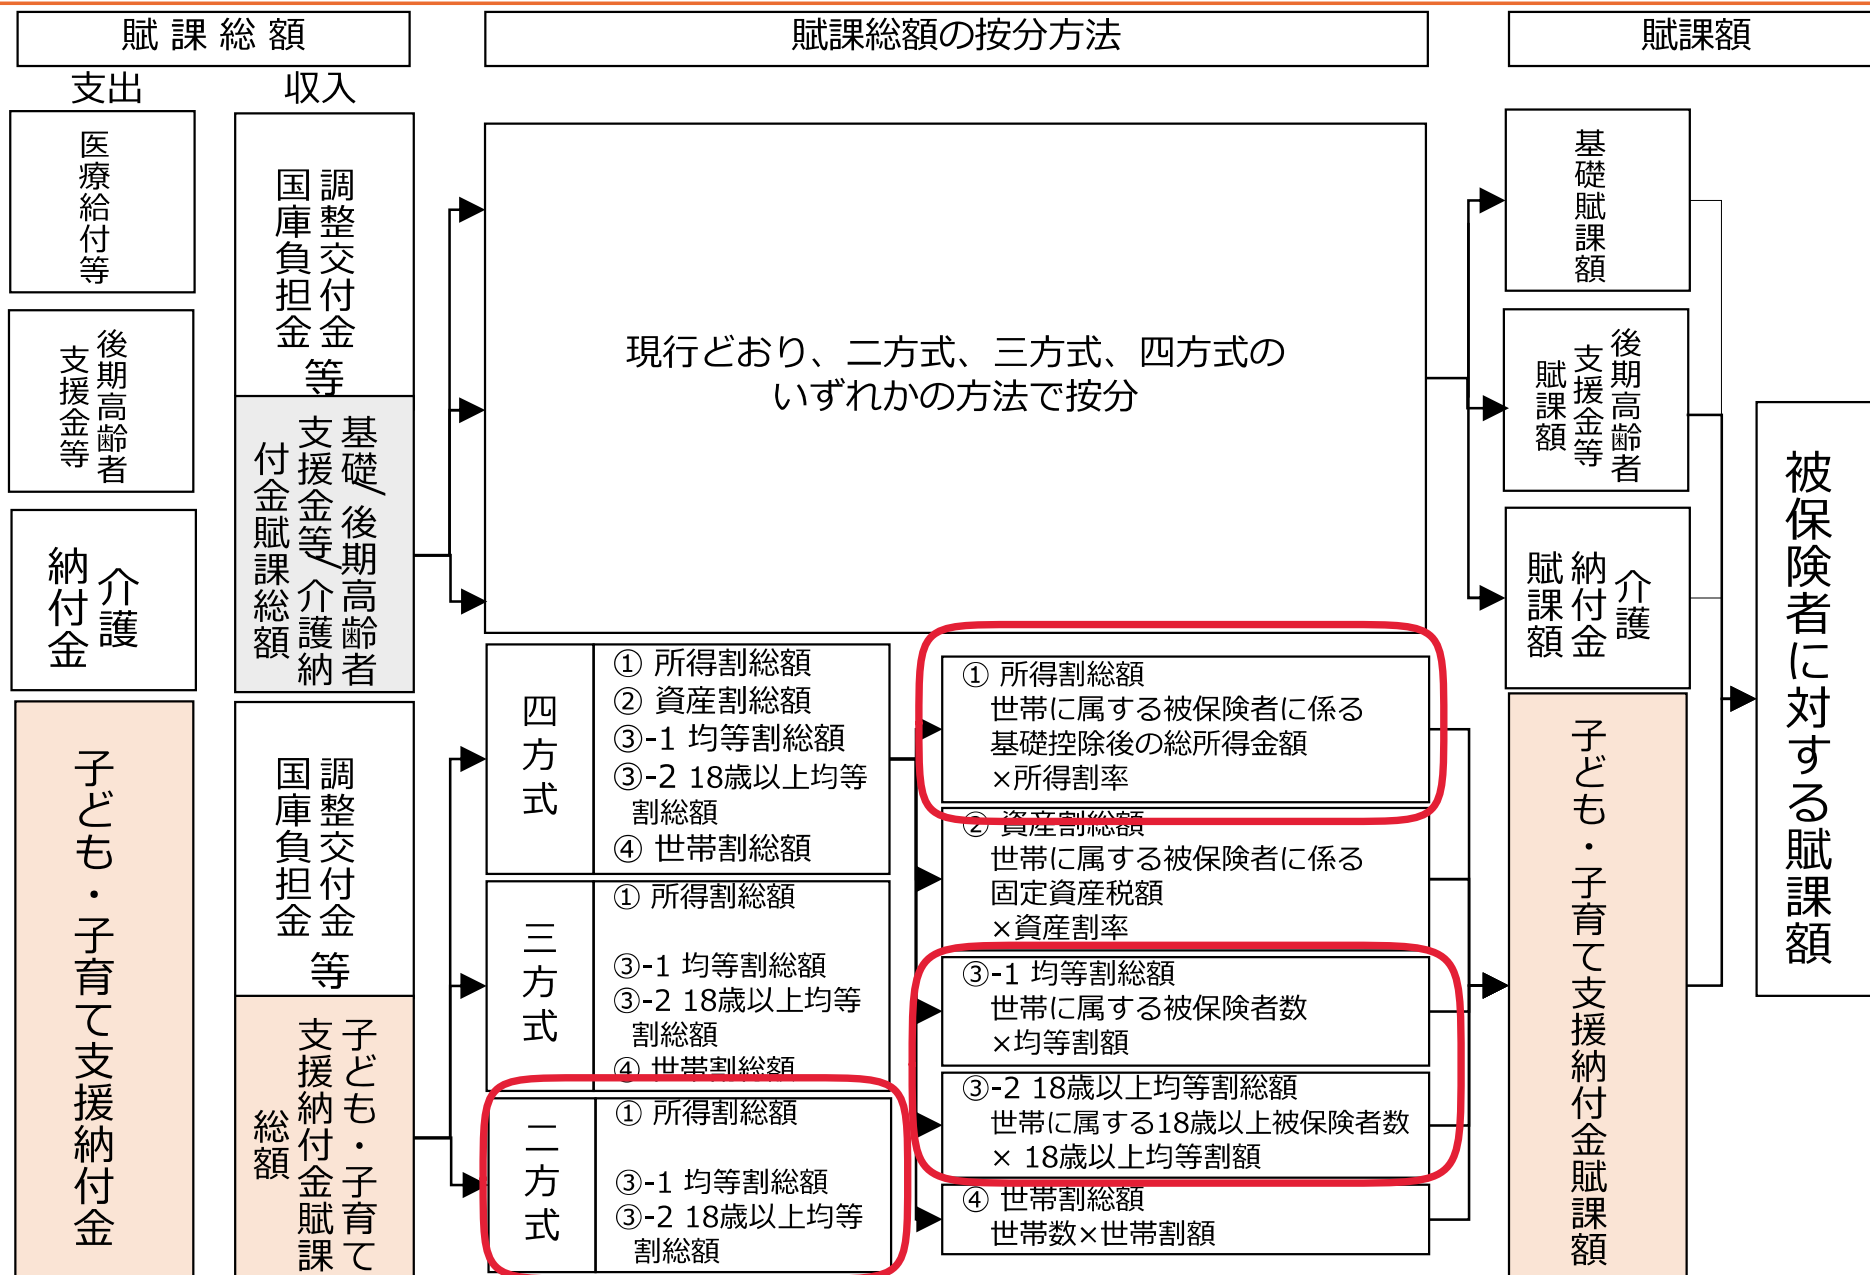 賦課総額
賦課総額の按分方法
賦課額
支出
収入
医療給付等
後期高齢者
支援金等
介護
納付金
子ども・子育て支援納付金
調整交付金
国庫負担金
等
基礎/後期高齢者
支援金等/介護納
付金賦課総額
調整交付金
国庫負担金
等
子ども・子育て
支援納付金賦課
総額
現行どおり、二方式、三方式、四方式の
いずれかの方法で按分
四方式
① 所得割総額
② 資産割総額
③-1 均等割総額
③-2 18歳以上均等
割総額
④ 世帯割総額
三方式
① 所得割総額
③-1 均等割総額
③-2 18歳以上均等
割総額
④ 世帯割総額
二方式
① 所得割総額
③-1 均等割総額
③-2 18歳以上均等
割総額
① 所得割総額
世帯に属する被保険者に係る
基礎控除後の総所得金額
×所得割率
② 資産割総額
世帯に属する被保険者に係る
固定資産税額
×資産割率
③-1 均等割総額
世帯に属する被保険者数
×均等割額
③-2 18歳以上均等割総額
世帯に属する18歳以上被保険者数
× 18歳以上均等割額
④ 世帯割総額
世帯数×世帯割額
基礎賦課額
後期高齢者
支援金等
賦課額
介護
納付金
賦課額
子ども・子育て支援納付金賦課額
被保険者に対する賦課額